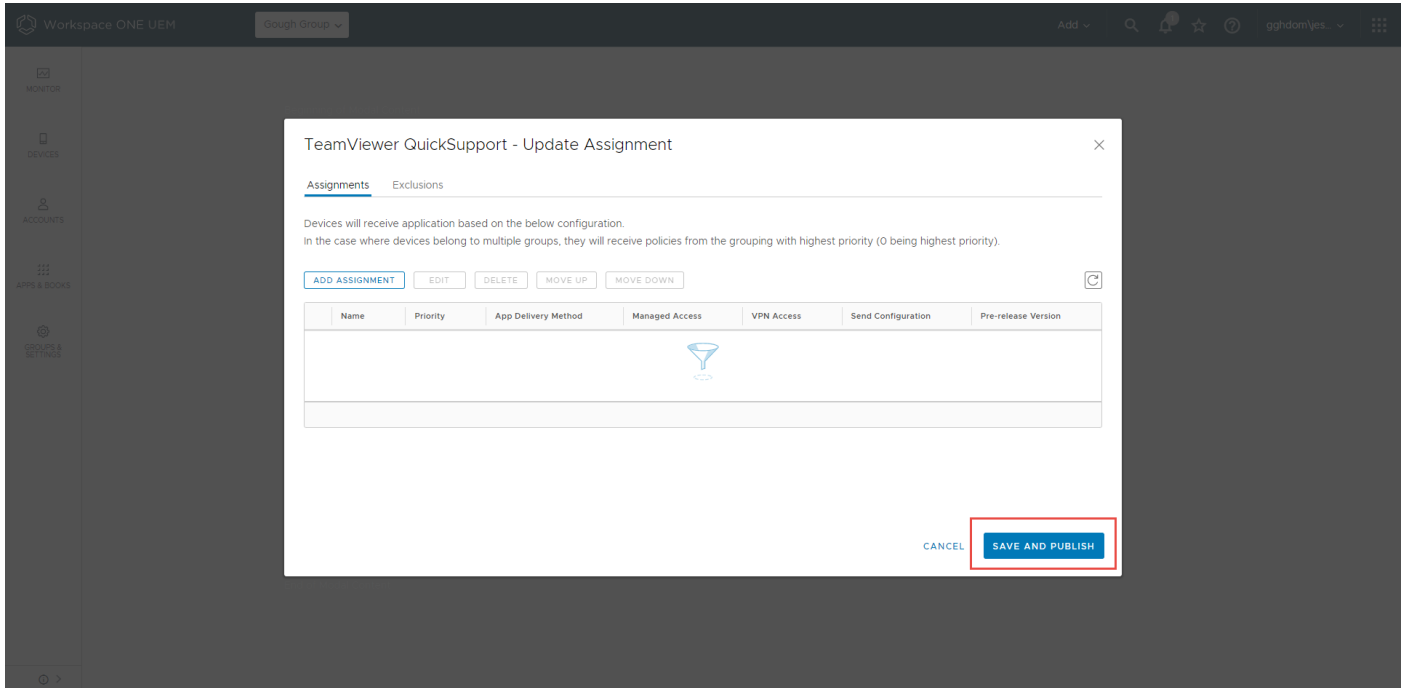 Workspace ONE UEM
Gough Group
Add
gghdom\jes...
MONITOR
DEVICES
ACCOUNTS
APPS & BOOKS
GROUPS &
SETTINGS
TeamViewer QuickSupport - Update Assignment
Assignments Exclusions
Devices will receive application based on the below configuration.
In the case where devices belong to multiple groups, they will receive policies from the grouping with highest priority (0 being highest priority).
ADD ASSIGNMENT EDIT DELETE MOVE UP MOVE DOWN
Name Priority App Delivery Method Managed Access VPN Access Send Configuration Pre-release Version
CANCEL SAVE AND PUBLISH